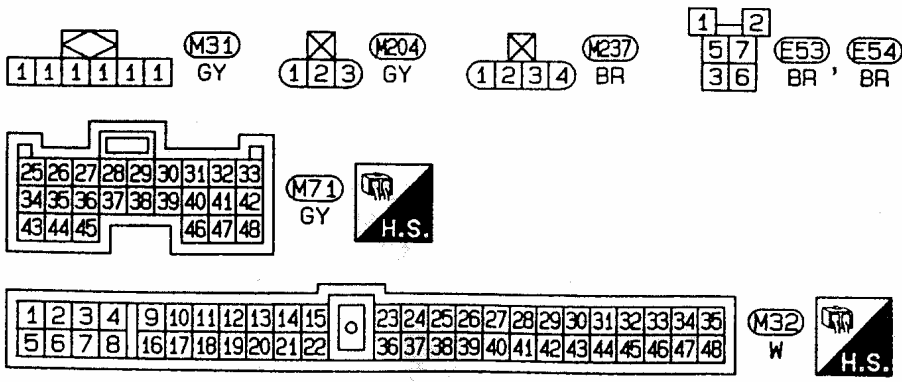 1 1 1 1 1 1 M31 GY
1 2 3 M204 GY
1 2 3 4 M237 BR
1 2
5 7
3 6
E53 BR , E54 BR
25 26 27 28 29 30 31 32 33
34 35 36 37 38 39 40 41 42
43 44 45 46 47 48
M71
GY
H.S.
1 2 3 4 9 10 11 12 13 14 15 23 24 25 26 27 28 29 30 31 32 33 34 35
5 6 7 8 16 17 18 19 20 21 22 36 37 38 39 40 41 42 43 44 45 46 47 48
M32
W
H.S.